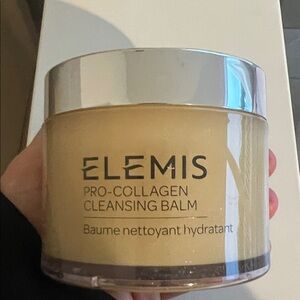 ELEMIS
PRO-COLLAGEN
CLEANSING BALM
Baume nettoyant hydratant